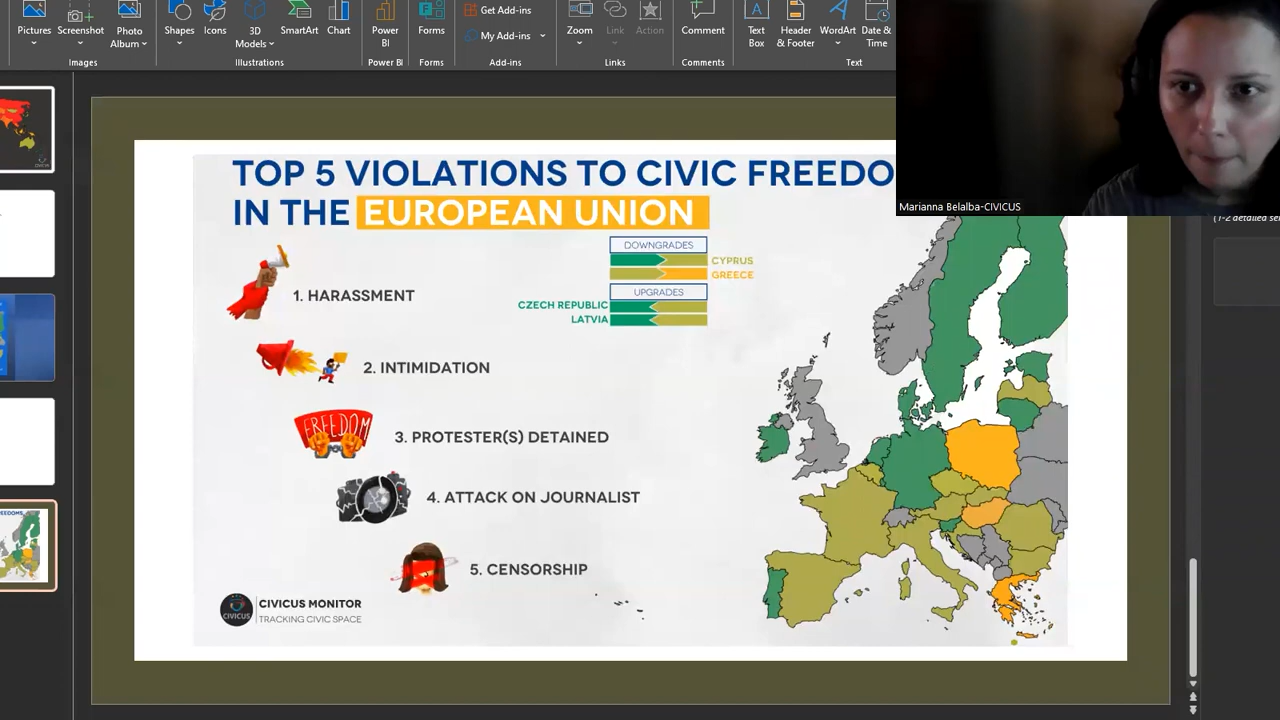 Pictures
Screenshot
Photo
Album
Shapes
Icons
3D
Models
SmartArt
Chart
Power
BI
Forms
Get Add-ins
My Add-ins
Zoom
Link
Action
Comment
Text
Box
Header
& Footer
WordArt
Date &
Time
Images
Illustrations
Power BI
Forms
Add-ins
Links
Comments
Text
Marianna Belalba-CIVICUS
TOP 5 VIOLATIONS TO CIVIC FREEDO
IN THE EUROPEAN UNION
DOWNGRADES
CYPRUS
GREECE
UPGRADES
CZECH REPUBLIC
LATVIA
1. HARASSMENT
2. INTIMIDATION
FREEDOM
3. PROTESTER(S) DETAINED
4. ATTACK ON JOURNALIST
5. CENSORSHIP
CIVICUS
CIVICUS MONITOR
TRACKING CIVIC SPACE